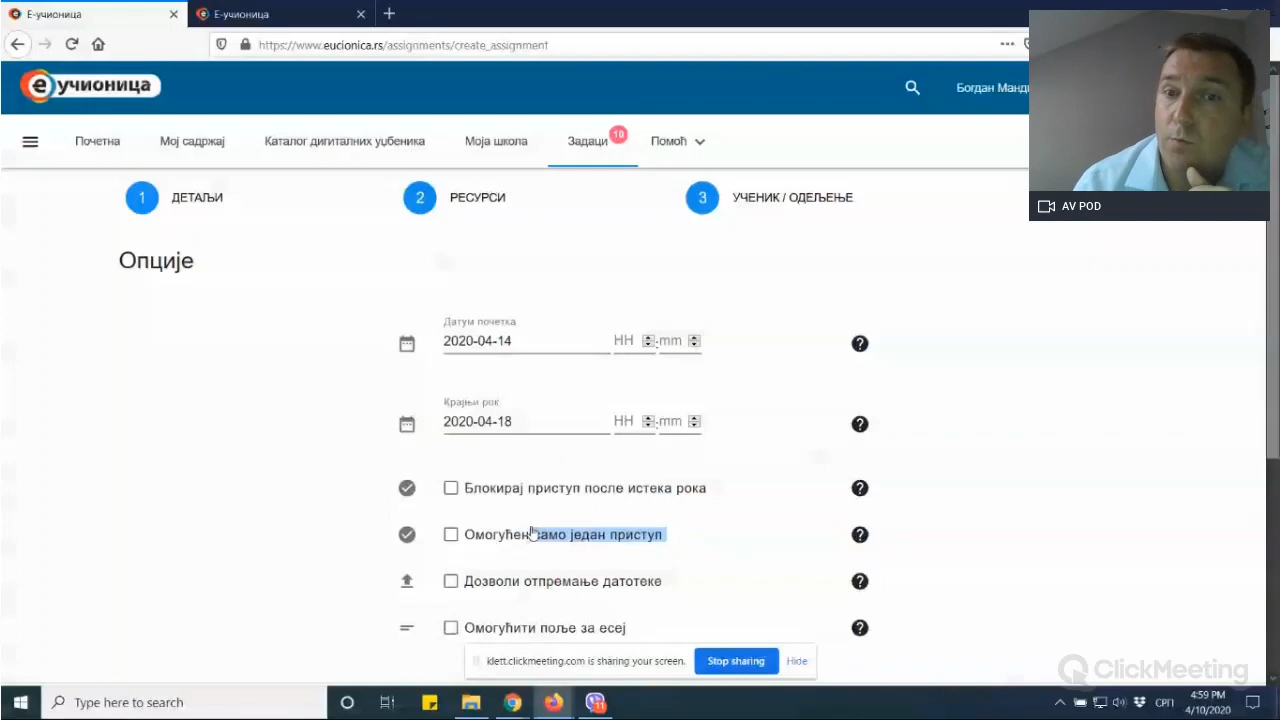 Е-учионица
Е-учионица
https://www.eucionica.rs/assignments/create_assignment
е учионица
Богдан
Почетна
Мој садржај
Каталог дигиталних уџбеника
Моја школа
Задаци
10
Помоћ
1 ДЕТАЉИ
2 РЕСУРСИ
3 УЧЕНИК / ОДЕЉЕЊЕ
AV POD
Опције
Датум почетка
2020-04-14 HH : mm
Крајњи рок
2020-04-18 HH : mm
Блокирај приступ после истека рока
Омогућен само један приступ
Дозволи отпремање датотеке
Омогућити поље за есеј
klett.clickmeeting.com is sharing your screen. Stop sharing Hide
ClickMeeting
Type here to search
11
СРП
4:59 PM
4/10/2020